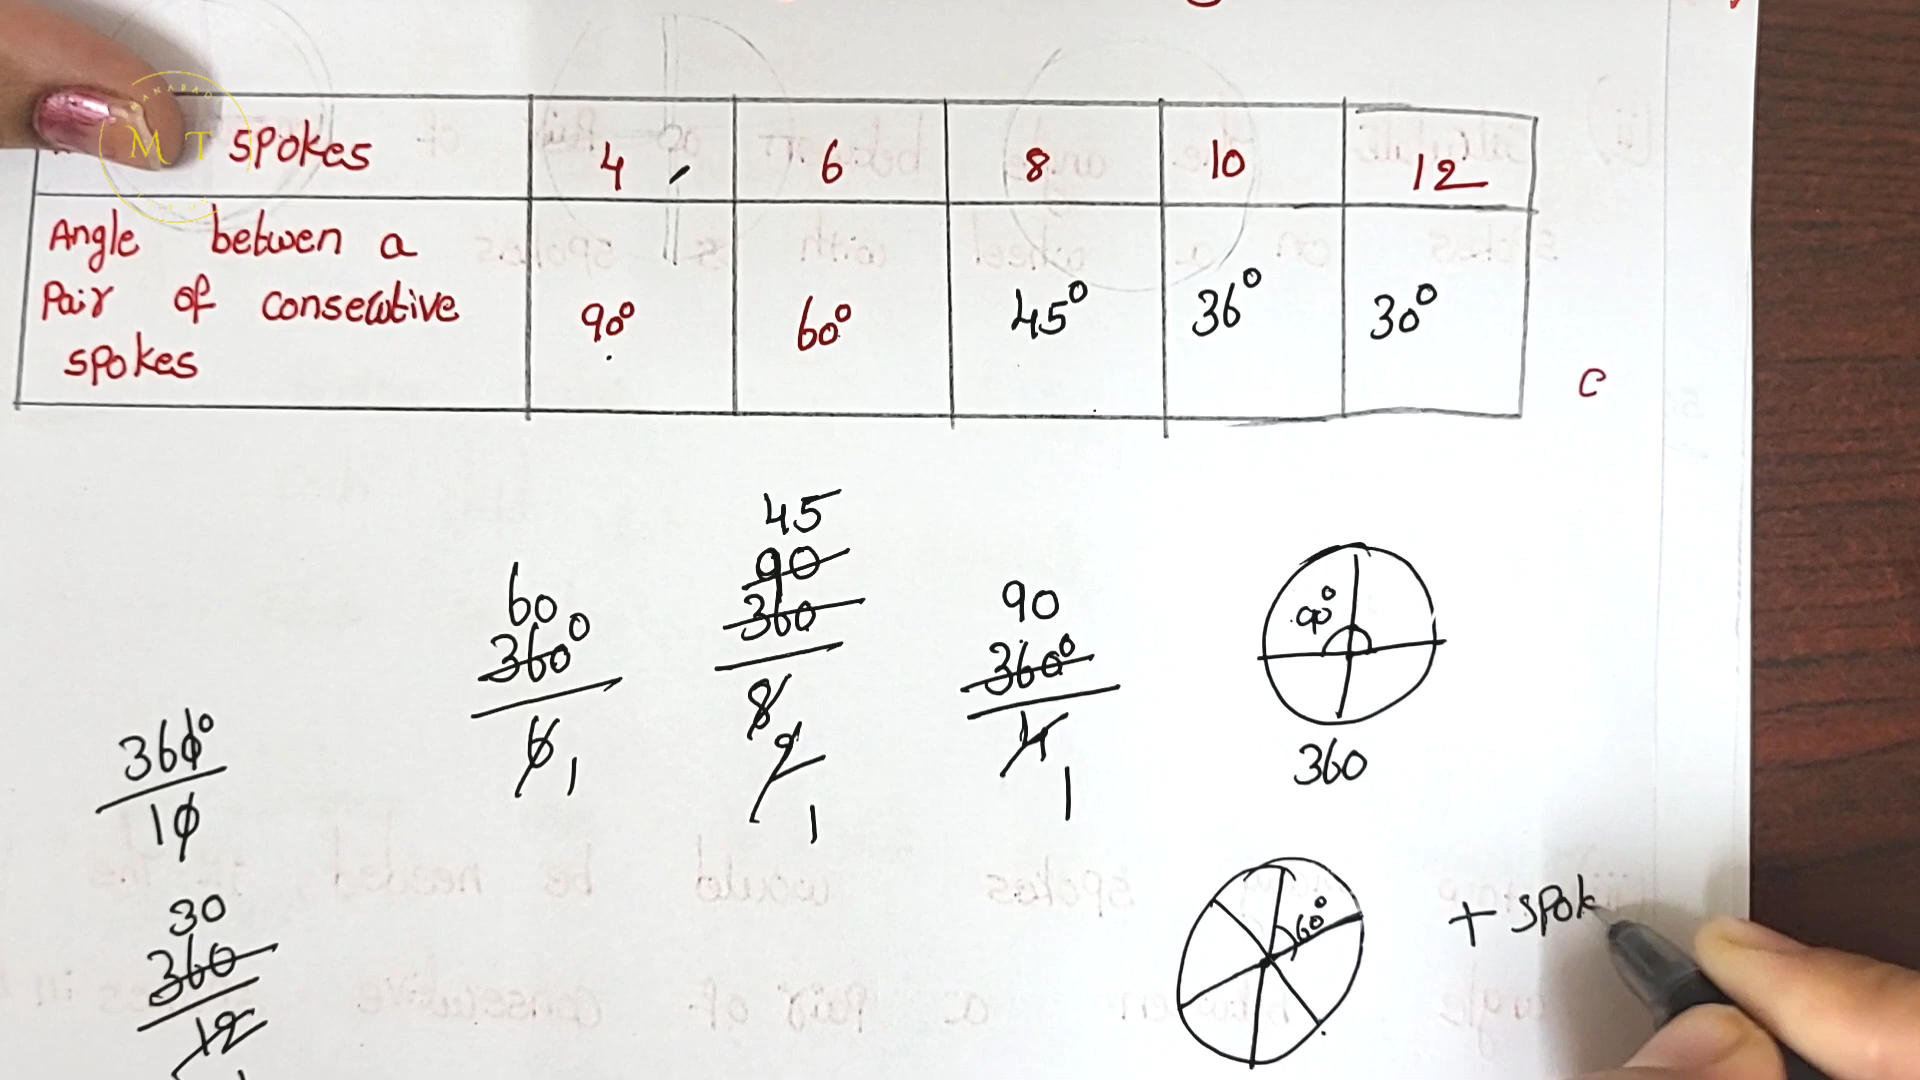 spokes 4 6 8 10 12
Angle betwen a
Pair of consecutive
spokes
90° 60° 45° 36° 30°
C
45
90
360
8
2
1
60
360°
6 1
90
360°
4
1
90°
360
360°
10
30
360
12
1
60°
+ spok
M T